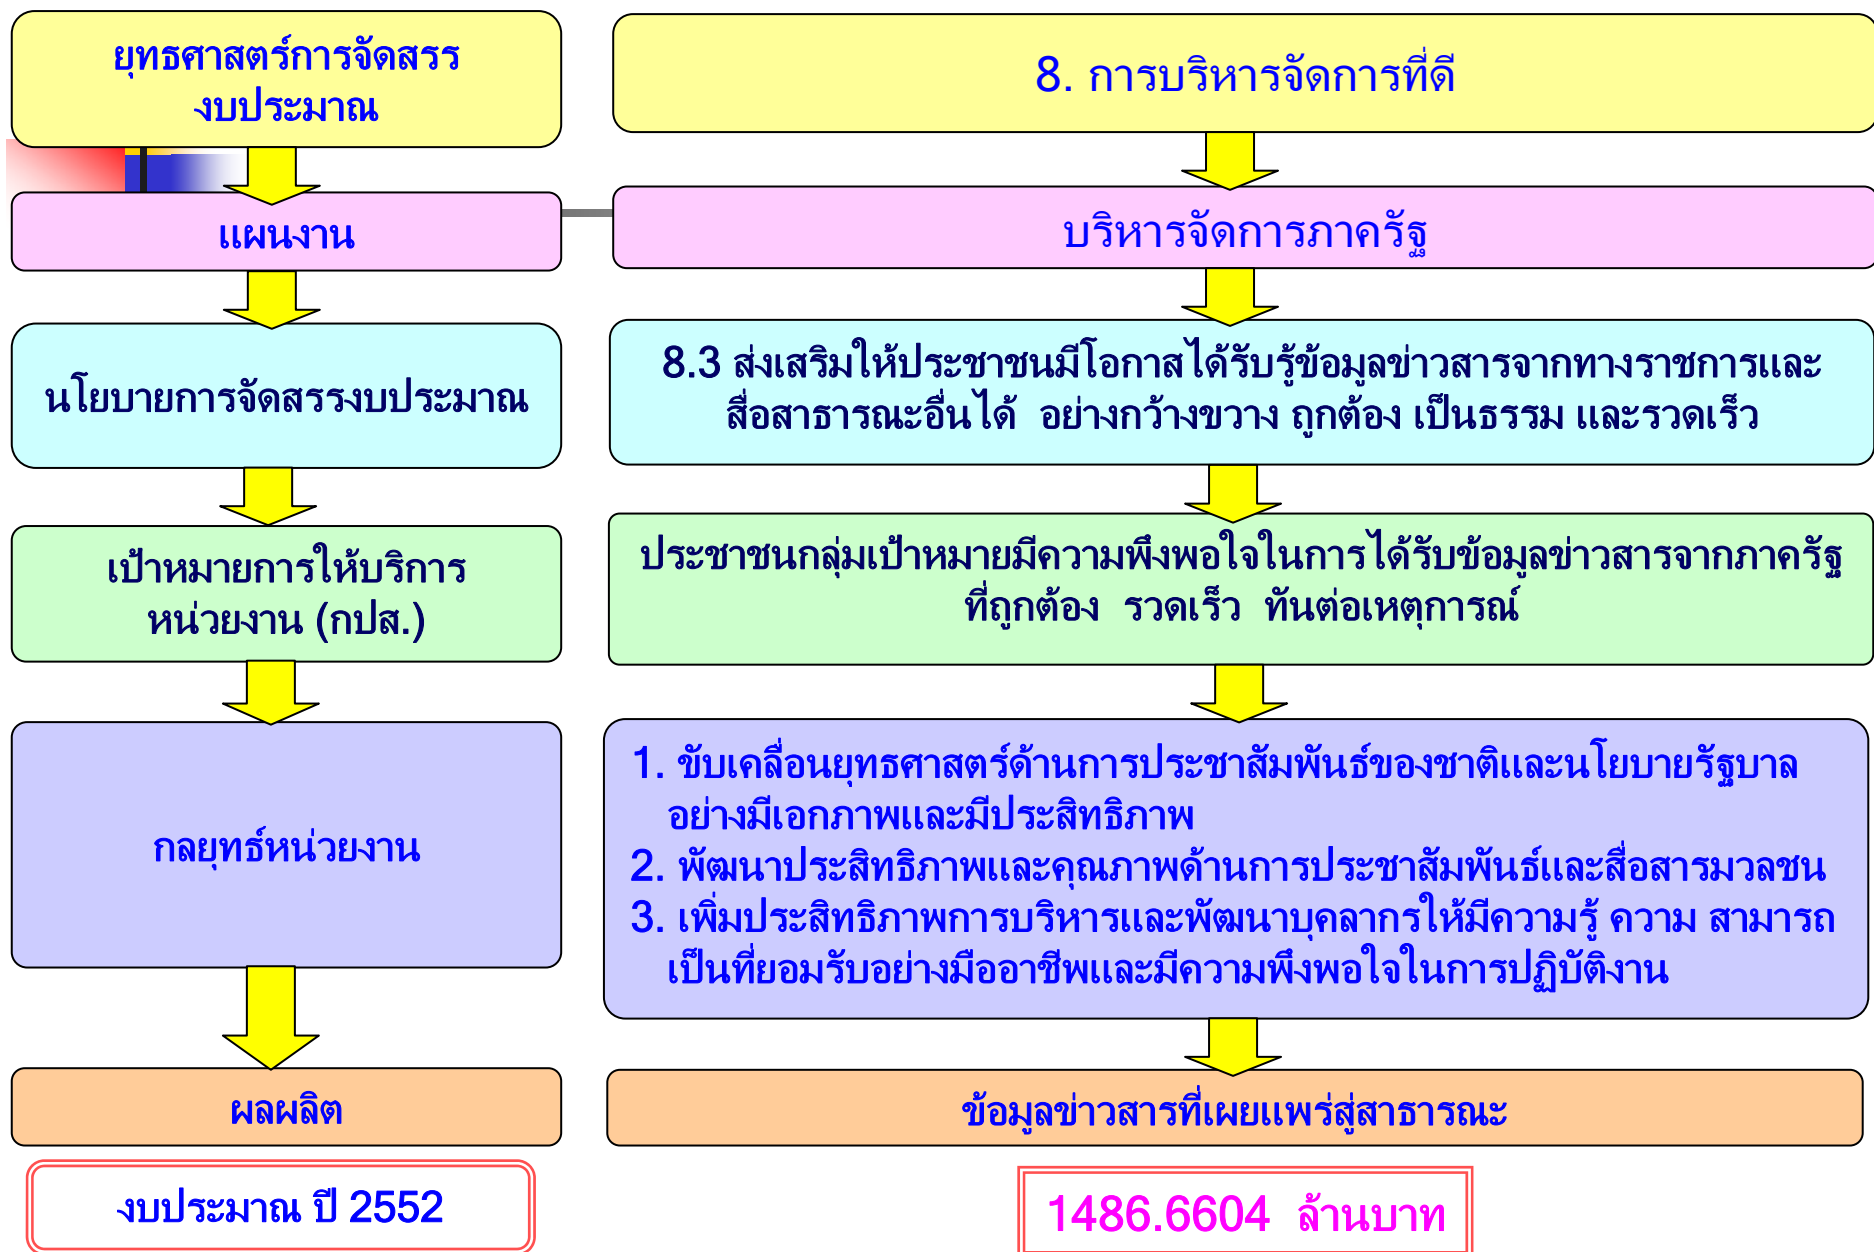 ยุทธศาสตร์การจัดสรร
งบประมาณ
8. การบริหารจัดการที่ดี
แผนงาน
บริหารจัดการภาครัฐ
นโยบายการจัดสรรงบประมาณ
8.3 ส่งเสริมให้ประชาชนมีโอกาสได้รับรู้ข้อมูลข่าวสารจากทางราชการและ
สื่อสาธารณะอื่นได้ อย่างกว้างขวาง ถูกต้อง เป็นธรรม และรวดเร็ว
เป้าหมายการให้บริการ
หน่วยงาน (กปส.)
ประชาชนกลุ่มเป้าหมายมีความพึงพอใจในการได้รับข้อมูลข่าวสารจากภาครัฐ
ที่ถูกต้อง รวดเร็ว ทันต่อเหตุการณ์
กลยุทธ์หน่วยงาน
1. ขับเคลื่อนยุทธศาสตร์ด้านการประชาสัมพันธ์ของชาติและนโยบายรัฐบาล
อย่างมีเอกภาพและมีประสิทธิภาพ
2. พัฒนาประสิทธิภาพและคุณภาพด้านการประชาสัมพันธ์และสื่อสารมวลชน
3. เพิ่มประสิทธิภาพการบริหารและพัฒนาบุคลากรให้มีความรู้ ความ สามารถ
เป็นที่ยอมรับอย่างมืออาชีพและมีความพึงพอใจในการปฏิบัติงาน
ผลผลิต
ข้อมูลข่าวสารที่เผยแพร่สู่สาธารณะ
งบประมาณ ปี 2552
1486.6604 ล้านบาท